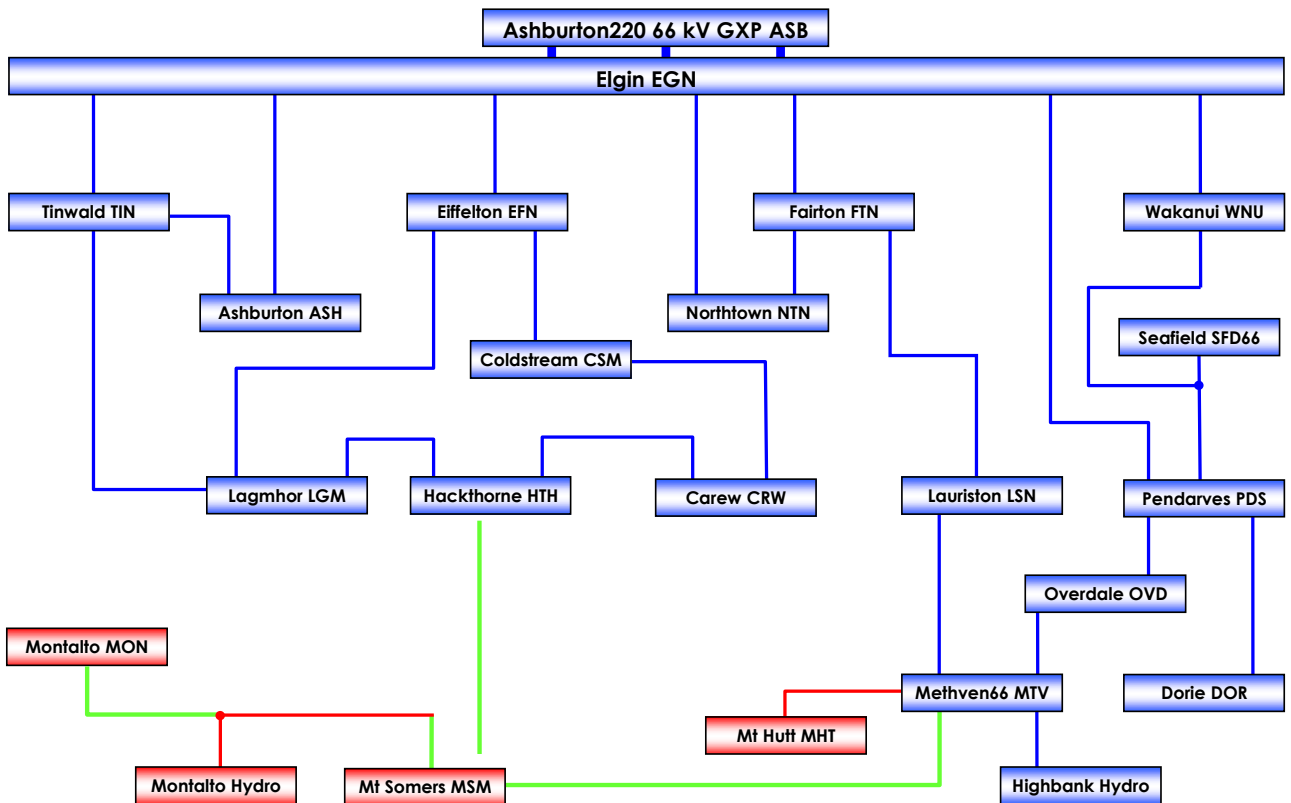 Ashburton220 66 kV GXP ASB
Elgin EGN
Tinwald TIN
Eiffelton EFN
Fairton FTN
Wakanui WNU
Ashburton ASH
Northtown NTN
Seafield SFD66
Coldstream CSM
Lagmhor LGM
Hackthorne HTH
Carew CRW
Lauriston LSN
Pendarves PDS
Overdale OVD
Montalto MON
Methven66 MTV
Dorie DOR
Mt Hutt MHT
Montalto Hydro
Mt Somers MSM
Highbank Hydro